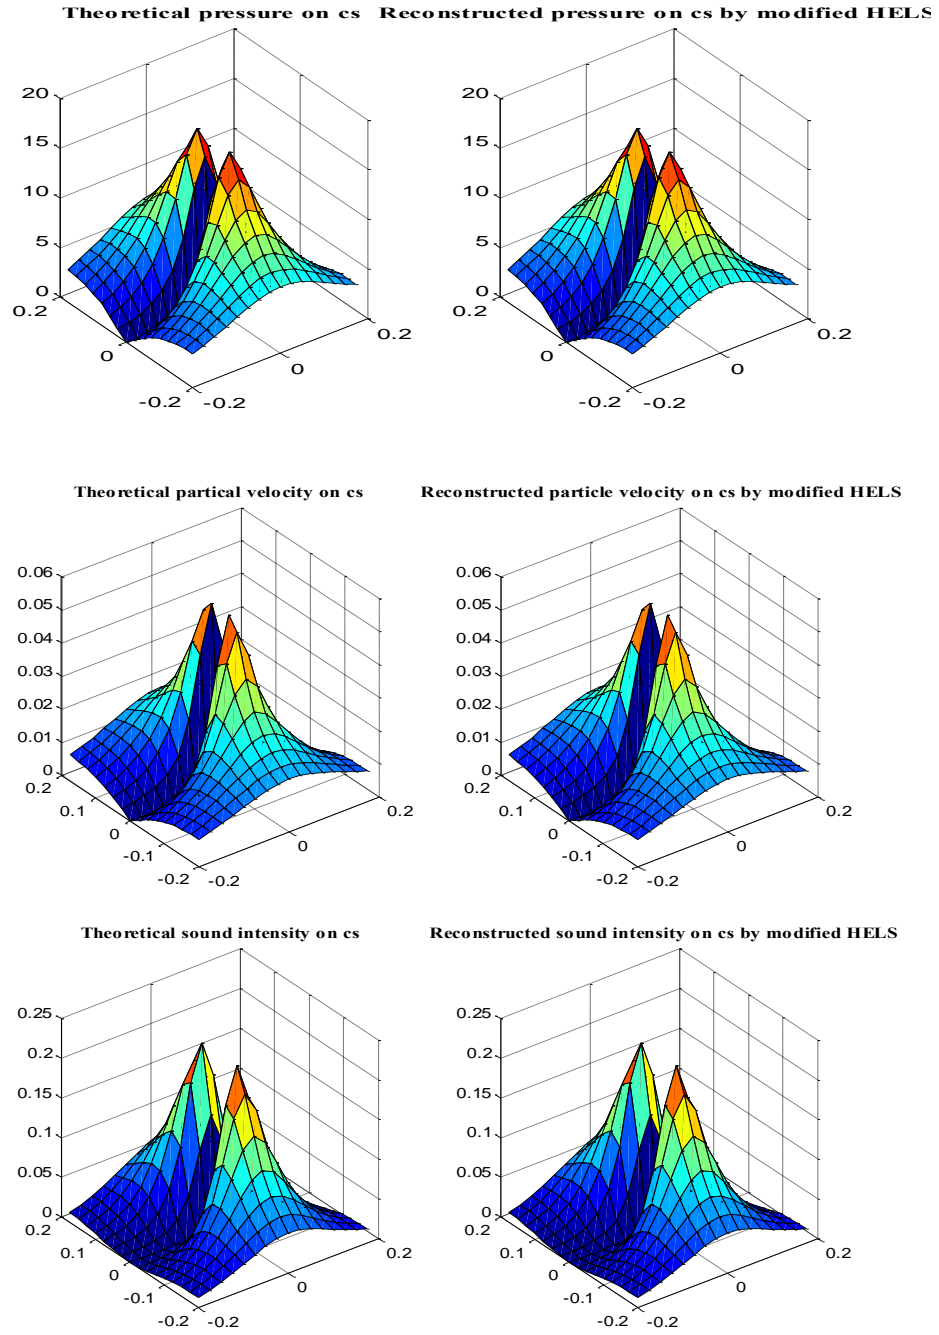 Theoretical pressure on cs Reconstructed pressure on cs by modified HELS
20 20
15 15
10 10
5 5
0 0
0.2 0.2 0.2 0.2
0 0 0 0
-0.2 -0.2 -0.2 -0.2
Theoretical partical velocity on cs Reconstructed particle velocity on cs by modified HELS
0.06 0.06
0.05 0.05
0.04 0.04
0.03 0.03
0.02 0.02
0.01 0.01
0 0
0.2 0.2 0.2 0.2
0.1 0.1
0 0 0 0
-0.1 -0.1
-0.2 -0.2 -0.2 -0.2
Theoretical sound intensity on cs Reconstructed sound intensity on cs by modified HELS
0.25 0.25
0.2 0.2
0.15 0.15
0.1 0.1
0.05 0.05
0 0
0.2 0.2 0.2 0.2
0.1 0.1
0 0 0 0
-0.1 -0.1
-0.2 -0.2 -0.2 -0.2